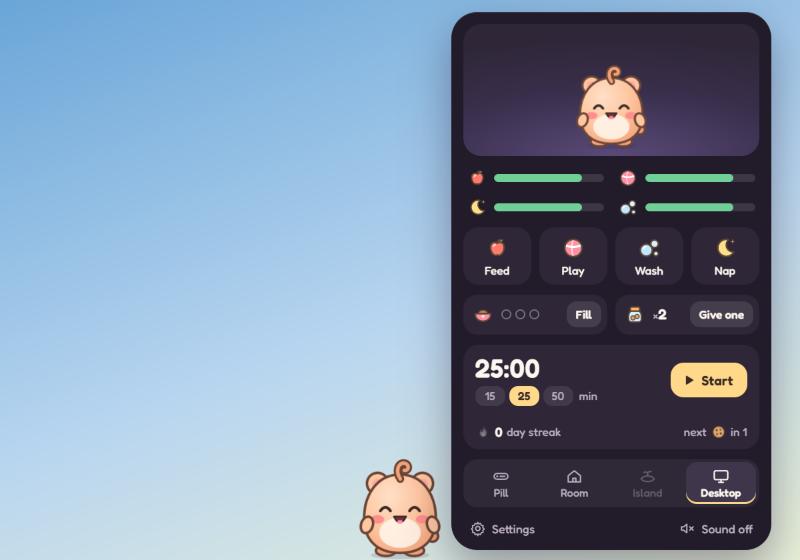 Feed Play Wash Nap
Fill ×2 Give one
25:00
Start
15 25 50 min
0 day streak next in 1
Pill Room Island Desktop
Settings Sound off